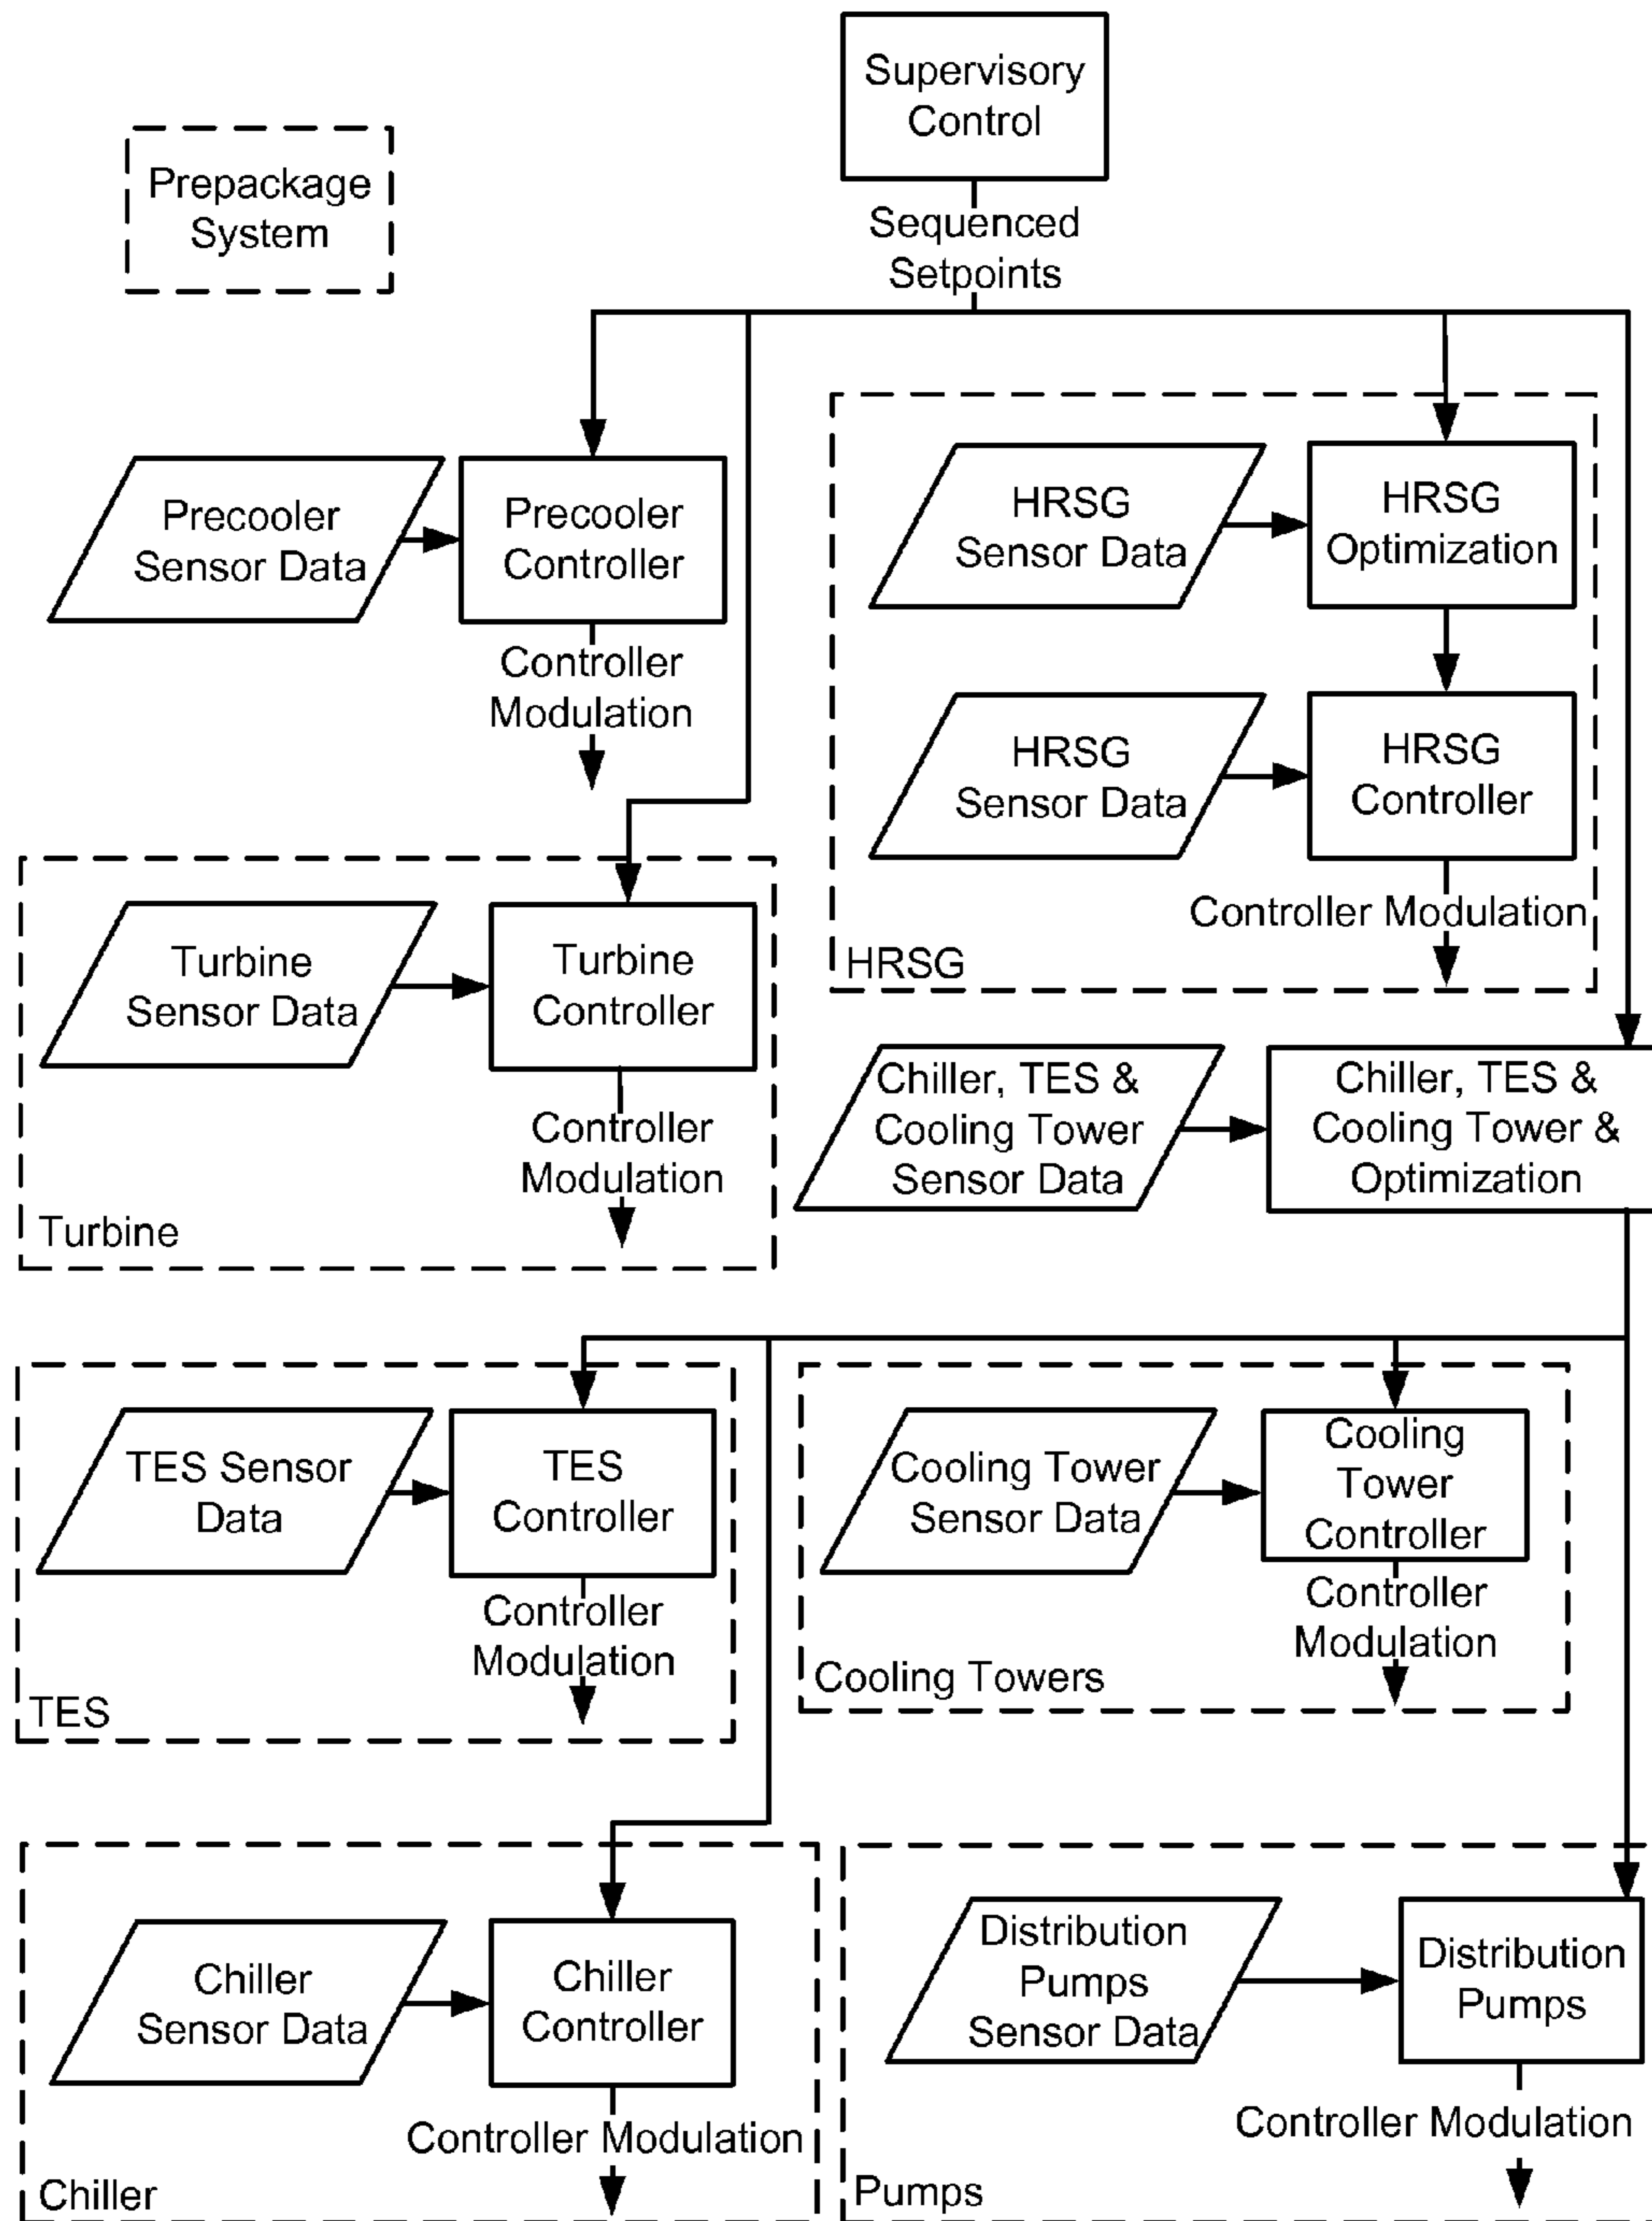 Supervisory
Control
Prepackage
System
Sequenced
Setpoints
Precooler
Sensor Data
Precooler
Controller
Controller
Modulation
HRSG
Sensor Data
HRSG
Optimization
HRSG
Sensor Data
HRSG
Controller
Controller Modulation
HRSG
Turbine
Sensor Data
Turbine
Controller
Controller
Modulation
Turbine
Chiller, TES &
Cooling Tower
Sensor Data
Chiller, TES &
Cooling Tower &
Optimization
TES Sensor
Data
TES
Controller
Controller
Modulation
TES
Cooling Tower
Sensor Data
Cooling
Tower
Controller
Controller
Modulation
Cooling Towers
Chiller
Sensor Data
Chiller
Controller
Controller Modulation
Chiller
Distribution
Pumps
Sensor Data
Distribution
Pumps
Controller Modulation
Pumps